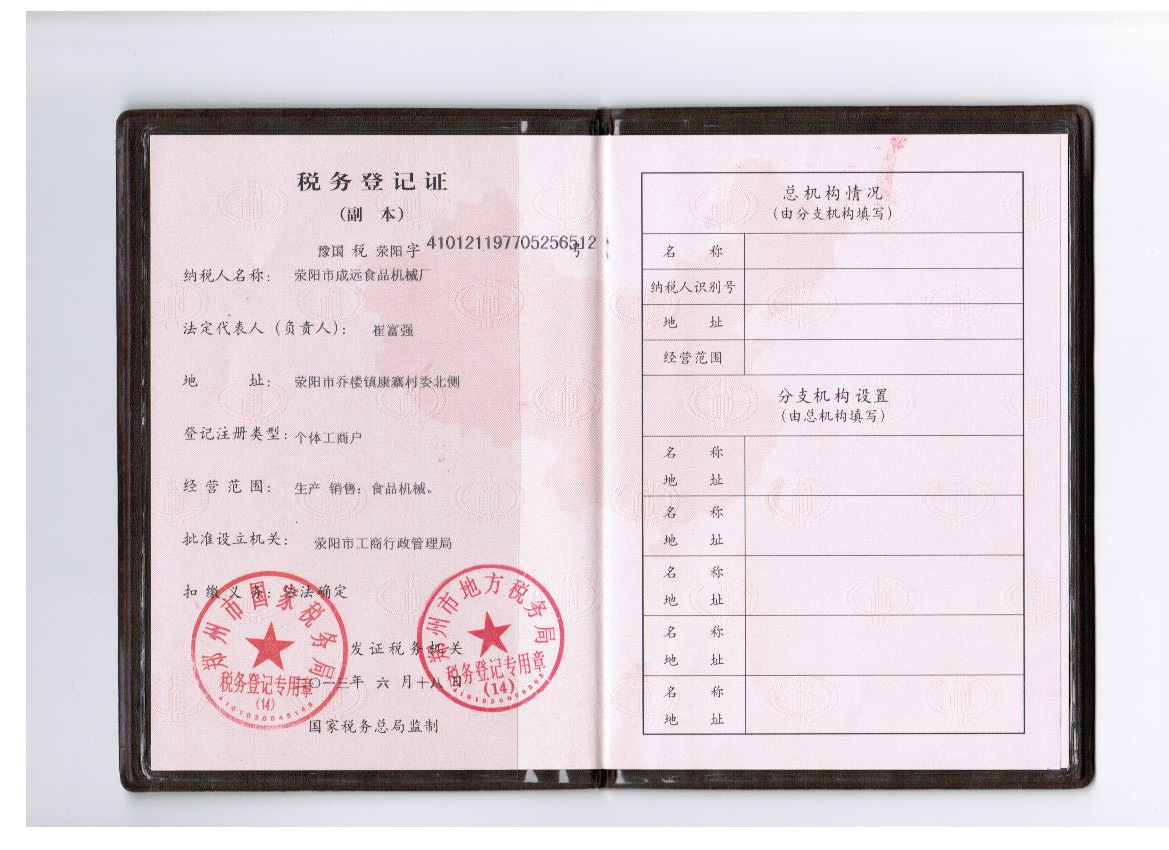 税务登记证
(副 本)
豫国 税 荥阳字 410121197705256512 号
纳税人名称: 荥阳市成远食品机械厂
法定代表人(负责人): 崔富强
地 址: 荥阳市乔楼镇康寨村委北侧
登记注册类型: 个体工商户
经营范围: 生产 销售: 食品机械。
批准设立机关: 荥阳市工商行政管理局
扣缴义务: 依法确定
郑州市国家税务局
税务登记专用章
(14)
郑州市地方税务局
税务登记专用章
(14)
发证税务机关
二〇一三年 六 月十八日
国家税务总局监制
总机构情况
(由分支机构填写)
名 称
纳税人识别号
地 址
经营范围
分支机构设置
(由总机构填写)
名 称
地 址
名 称
地 址
名 称
地 址
名 称
地 址
名 称
地 址